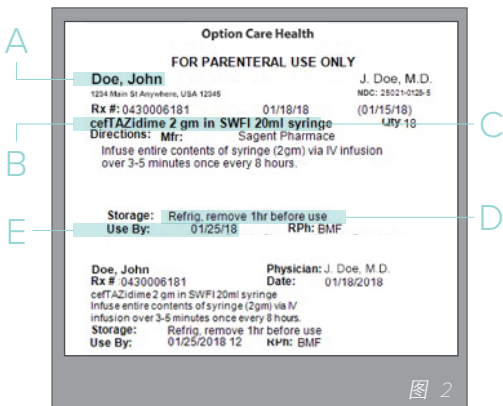 Option Care Health
FOR PARENTERAL USE ONLY
A
Doe, John J. Doe, M.D.
1234 Main St Anywhere, USA 12345 NDC: 25021-0128-5
Rx #: 0430006181 01/18/18 (01/15/18)
B cefTAZidime 2 gm in SWFI 20ml syringe Qty 18 C
Directions: Mfr: Sagent Pharmace
Infuse entire contents of syringe (2gm) via IV infusion
over 3-5 minutes once every 8 hours.
Storage: Refrig, remove 1hr before use D
E Use By: 01/25/18 RPh: BMF
Doe, John Physician: J. Doe, M.D.
Rx # :0430006181 Date: 01/18/2018
cefTAZidime 2 gm in SWFI 20ml syringe
Infuse entire contents of syringe (2gm) via IV
infusion over 3-5 minutes once every 8 hours.
Storage: Refrig, remove 1hr before use
Use By: 01/25/2018 12 RPh: BMF
图 2